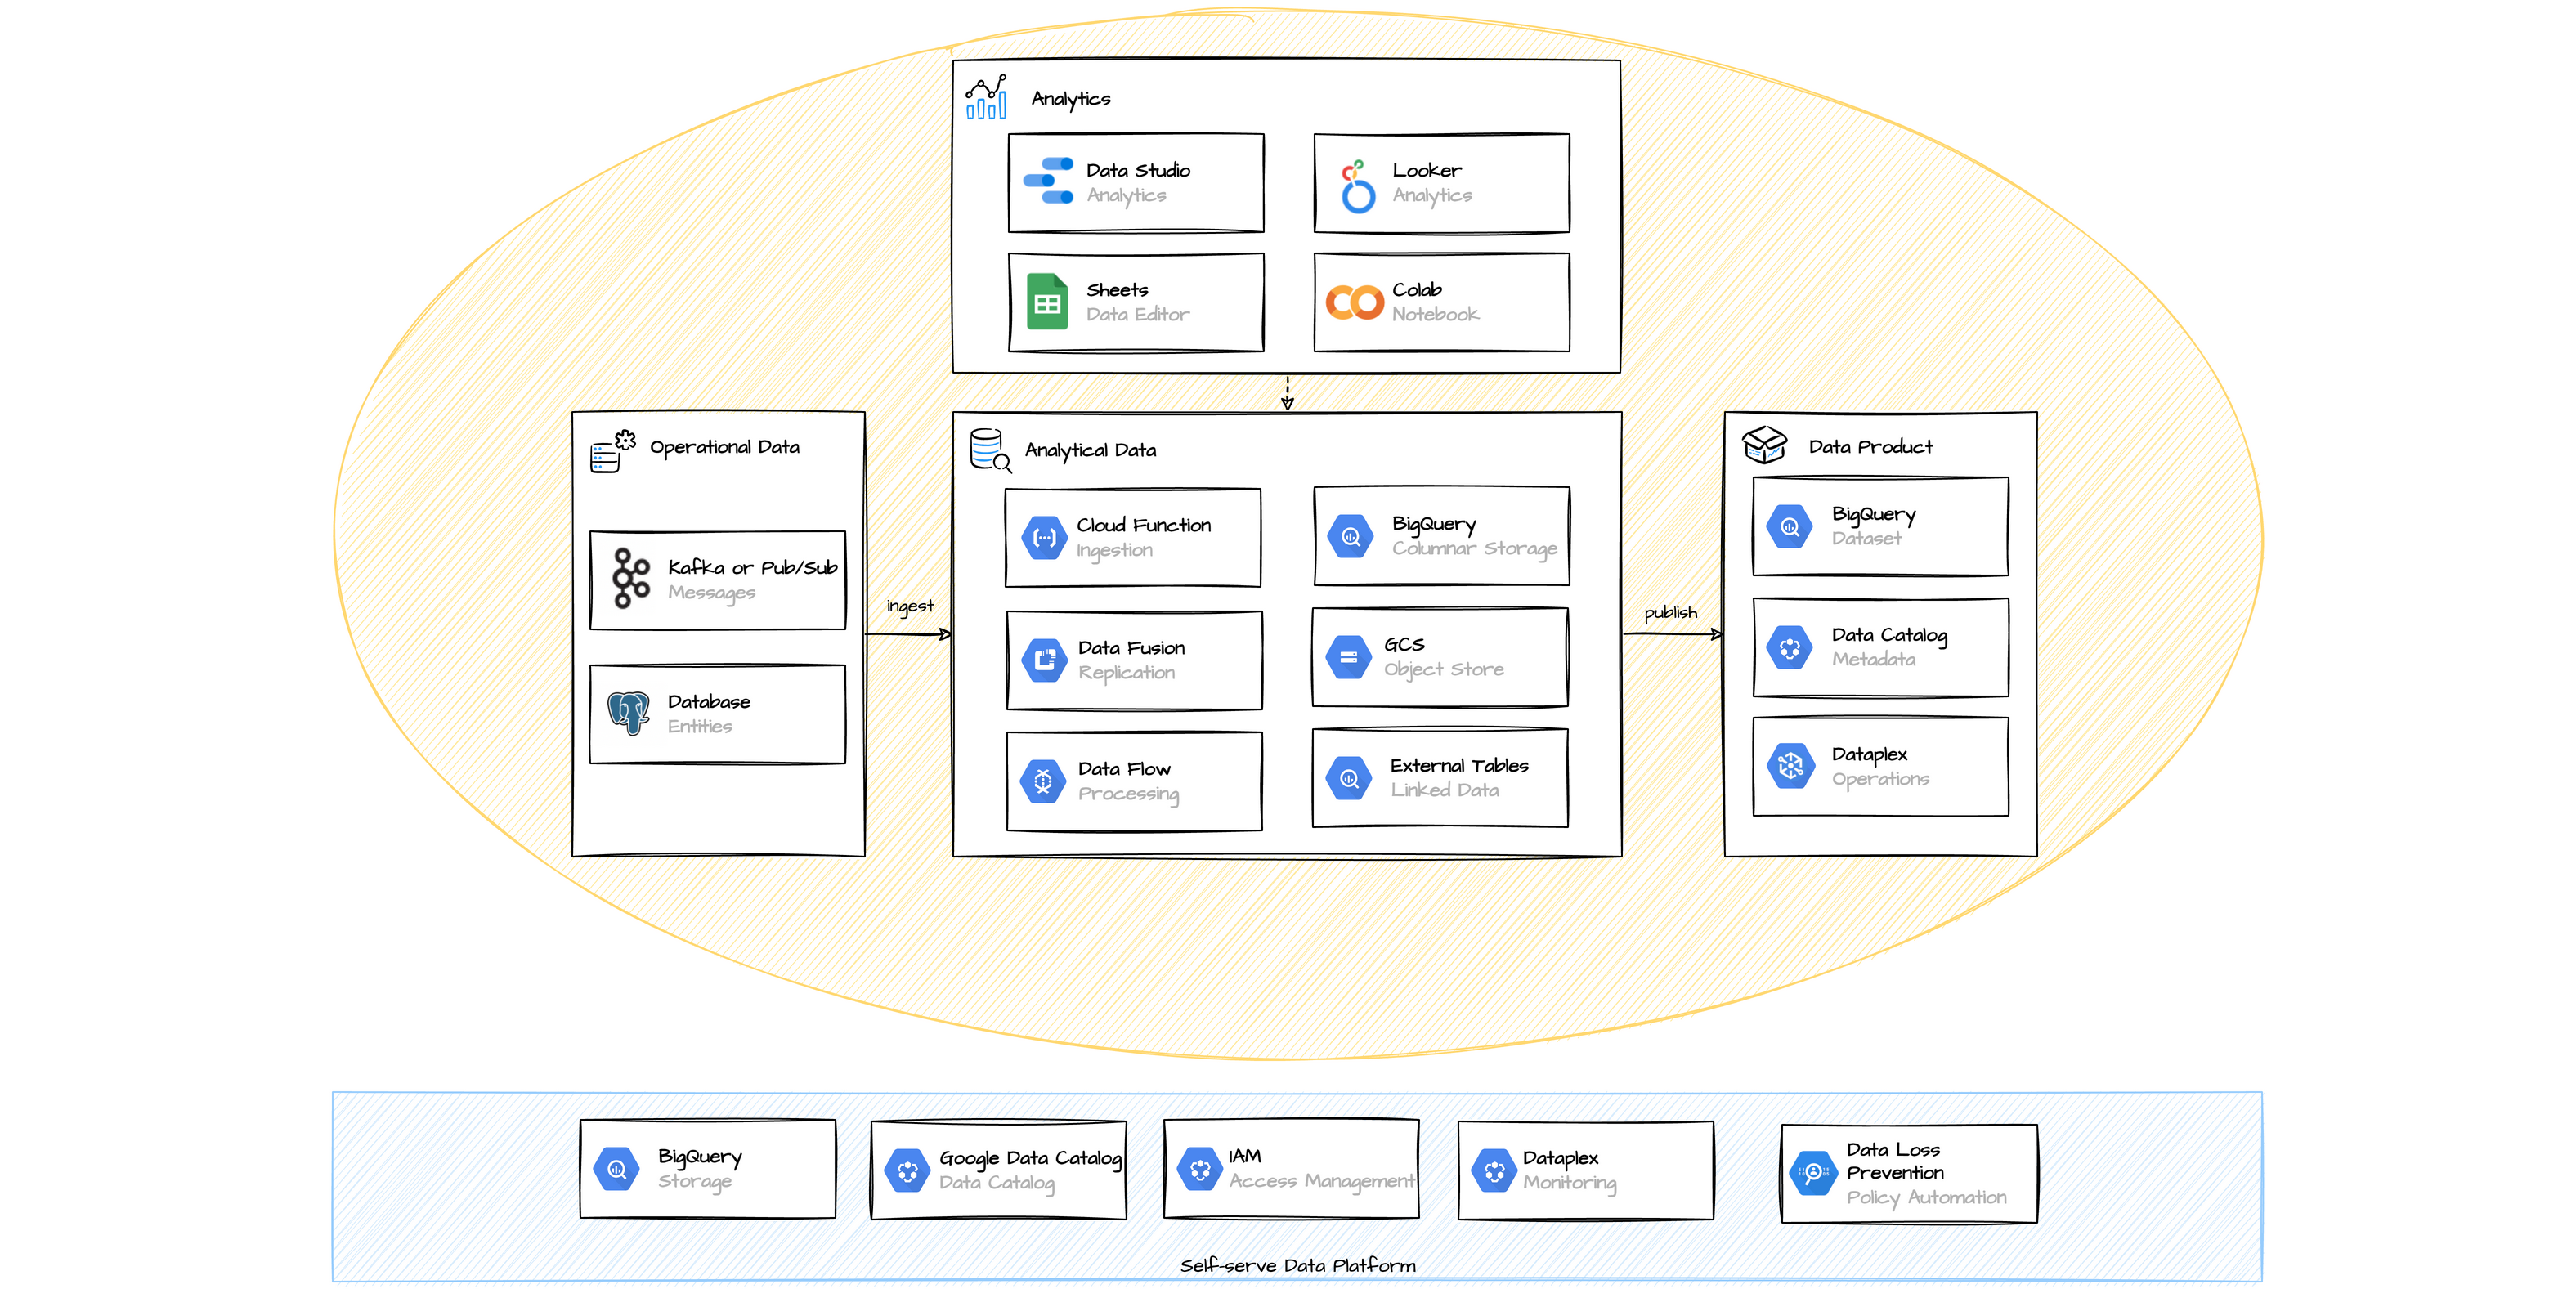 Analytics
Data Studio
Analytics
Looker
Analytics
Sheets
Data Editor
Colab
Notebook
Operational Data
Kafka or Pub/Sub
Messages
Database
Entities
ingest
Analytical Data
Cloud Function
Ingestion
BigQuery
Columnar Storage
Data Fusion
Replication
GCS
Object Store
Data Flow
Processing
External Tables
Linked Data
publish
Data Product
BigQuery
Dataset
Data Catalog
Metadata
Dataplex
Operations
BigQuery
Storage
Google Data Catalog
Data Catalog
IAM
Access Management
Dataplex
Monitoring
Data Loss
Prevention
Policy Automation
Self-serve Data Platform